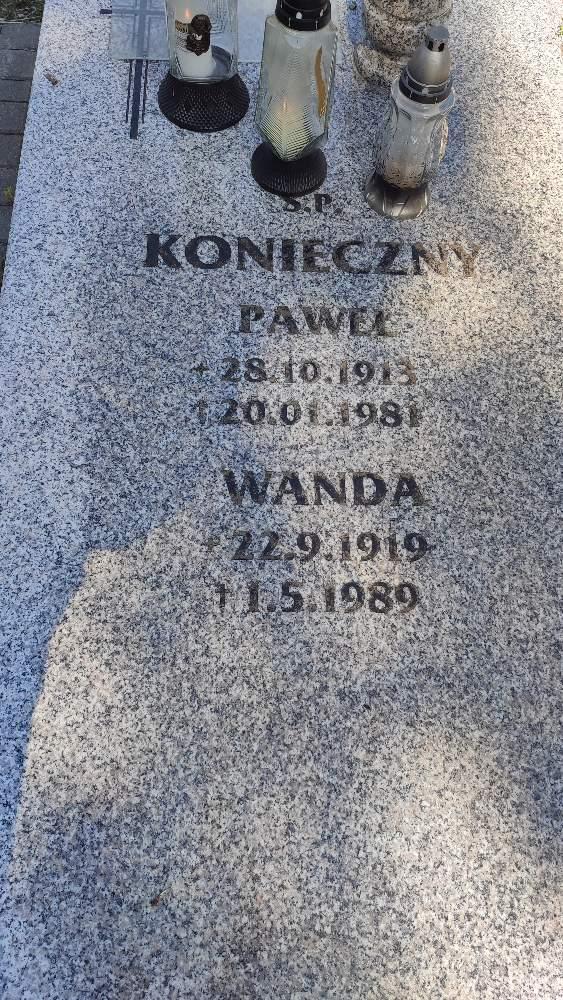 Ś.P.
KONIECZNY
PAWEŁ
* 28.10.1913
† 20.01.1981
WANDA
* 22.9.1919
† 1.5.1989